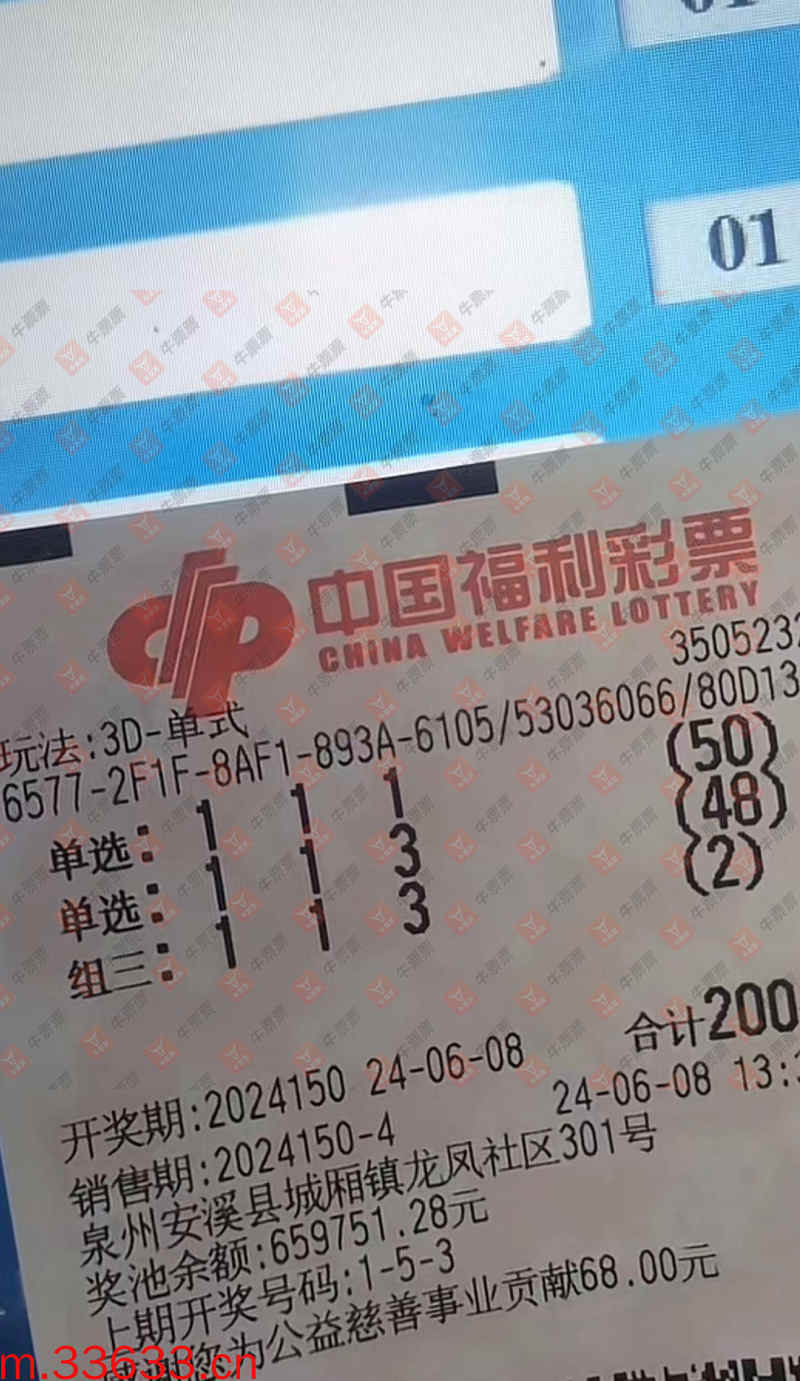 01
中国福利彩票
CHINA WELFARE LOTTERY
350523
玩法:3D-单式
6577-2F1F-8AF1-893A-6105/53036066/80D13
单选: 1 1 1 (50)
单选: 1 1 3 (48)
组三: 1 1 3 (2)
合计200
开奖期:2024150 24-06-08
24-06-08 13:
销售期:2024150-4
泉州安溪县城厢镇龙凤社区301号
奖池余额:659751.28元
上期开奖号码:1-5-3
感谢您为公益慈善事业贡献68.00元
m.33633.cn